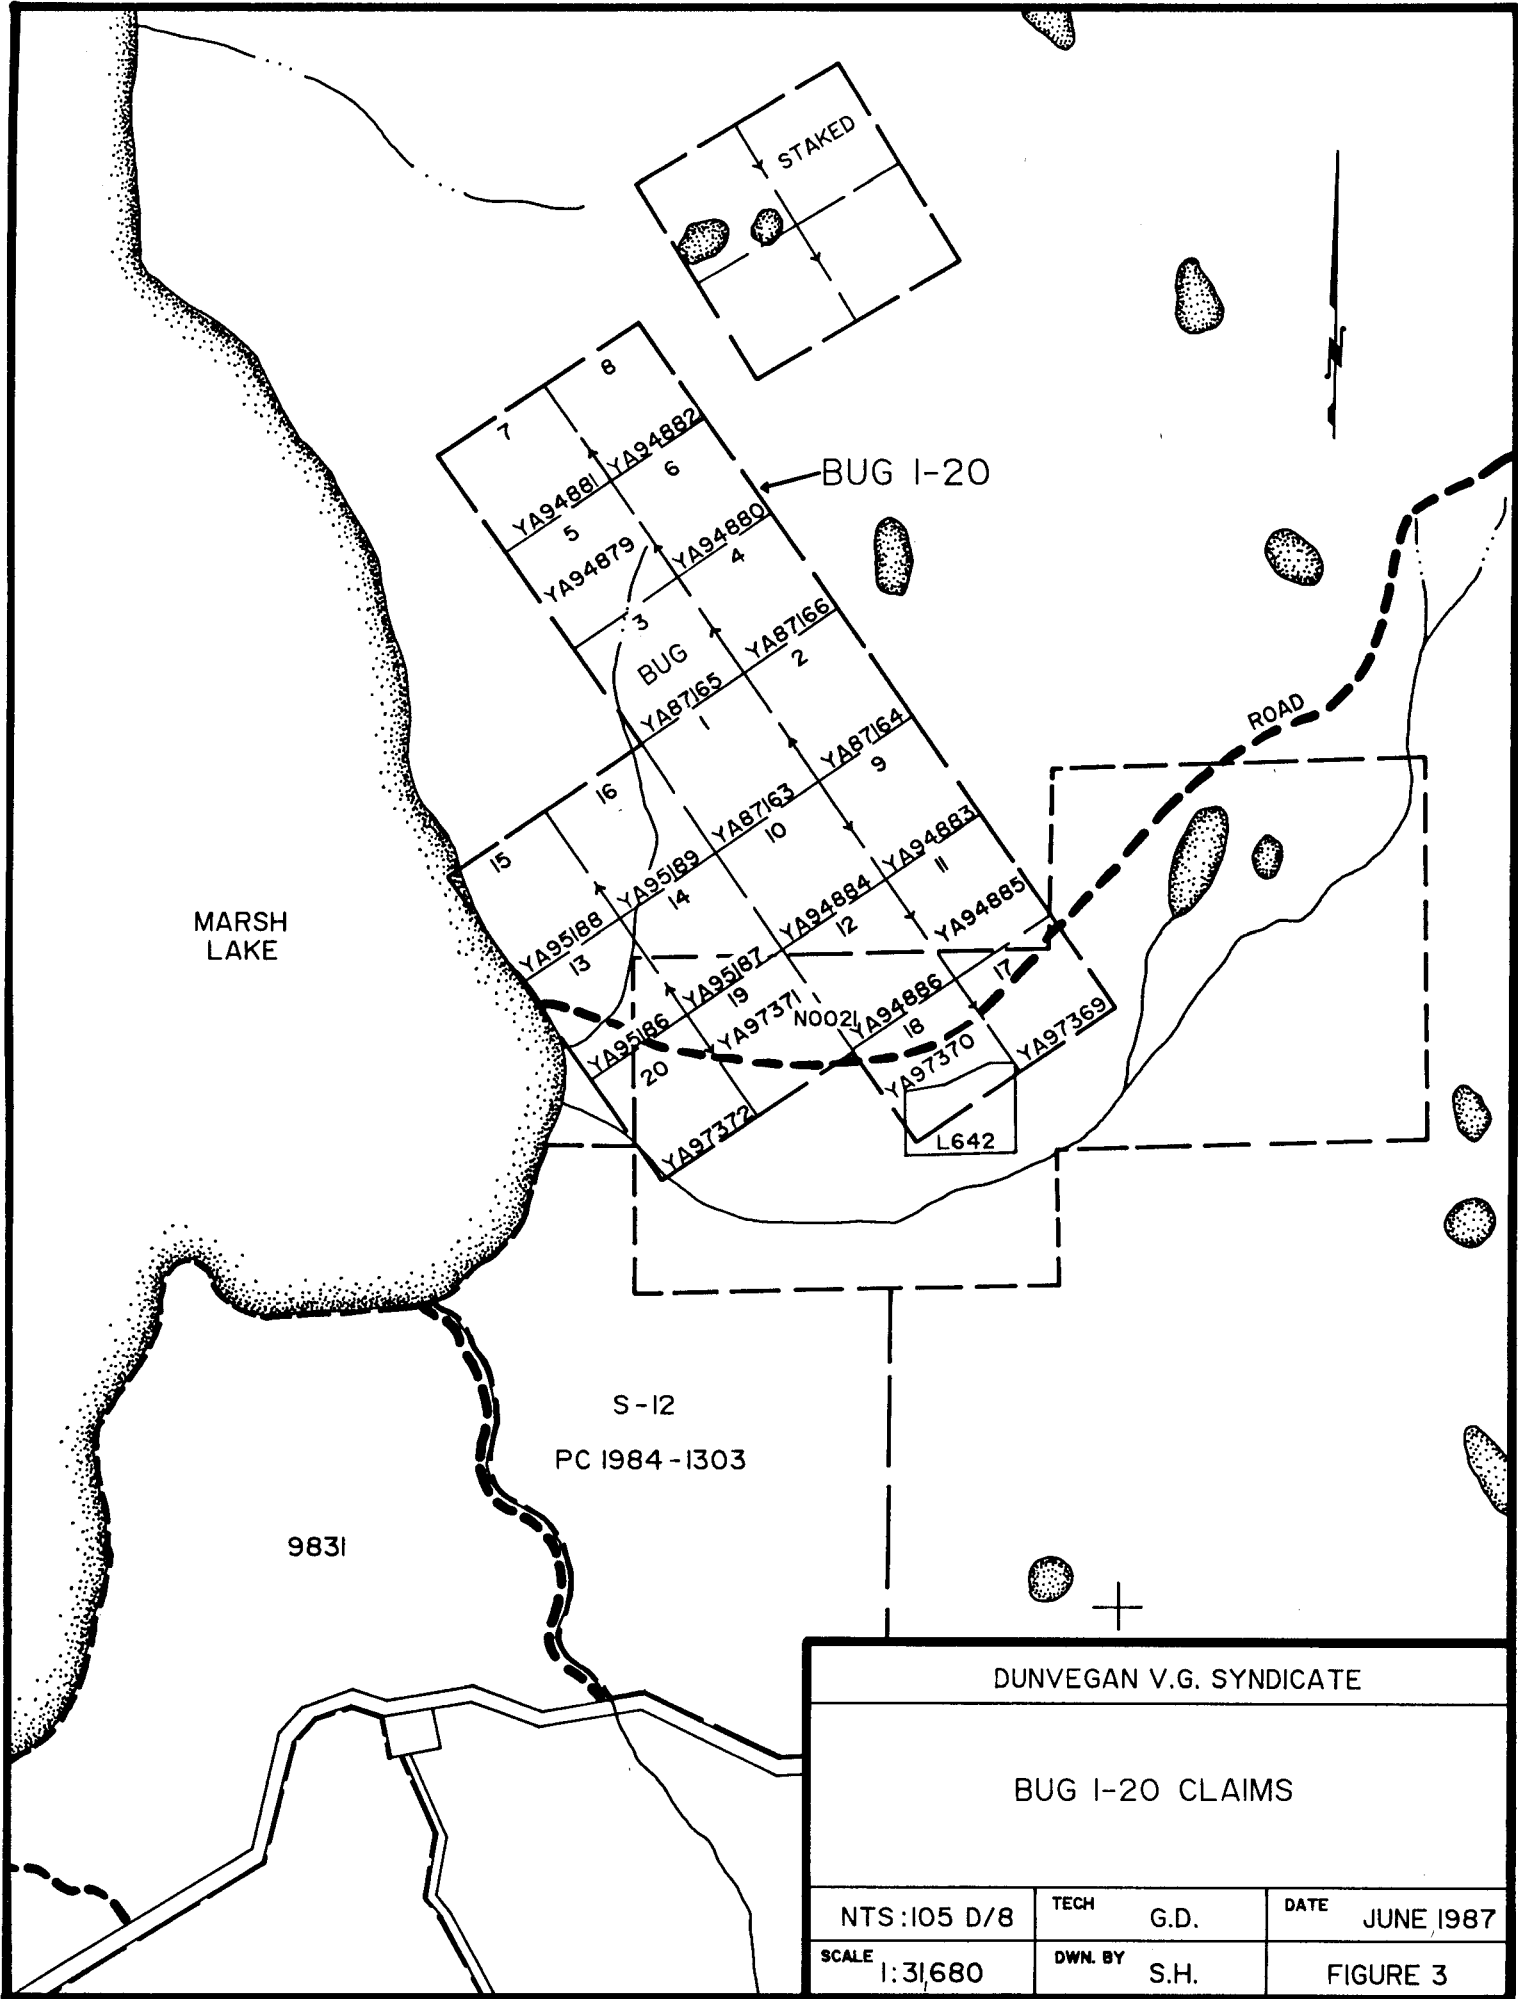 STAKED
8
7
YA94882
6
BUG 1-20
YA94881
5
YA94880
4
YA94879
3
YA87166
2
BUG
YA87165
1
ROAD
YA87164
9
16
YA87163
10
15
YA94883
11
YA95189
14
YA94884
12
YA94885
MARSH
LAKE
YA95188
13
YA95187
19
17
YA94886
18
YA97371
N0021
YA97369
YA95186
20
YA97370
YA97372
L642
S-12
PC 1984-1303
9831
DUNVEGAN V.G. SYNDICATE
BUG 1-20 CLAIMS
NTS:105 D/8
TECH G.D.
DATE JUNE, 1987
SCALE 1:31,680
DWN. BY S.H.
FIGURE 3
N